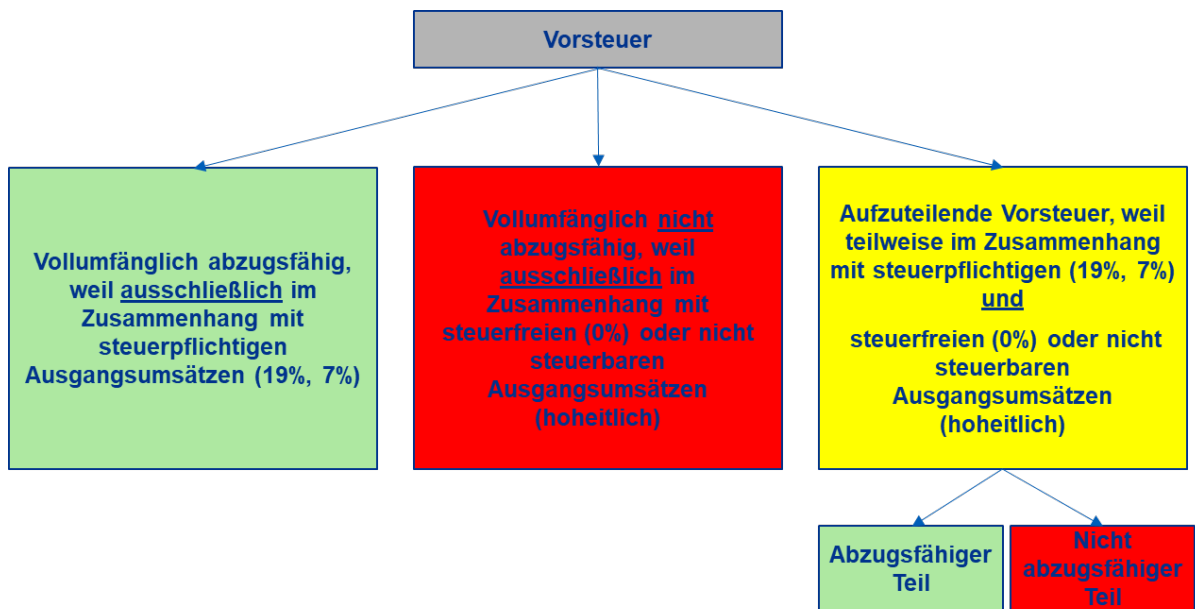 Vorsteuer
Vollumfänglich abzugsfähig,
weil ausschließlich im
Zusammenhang mit
steuerpflichtigen
Ausgangsumsätzen (19%, 7%)
Vollumfänglich nicht
abzugsfähig, weil
ausschließlich im
Zusammenhang mit
steuerfreien (0%) oder nicht
steuerbaren
Ausgangsumsätzen
(hoheitlich)
Aufzuteilende Vorsteuer, weil
teilweise im Zusammenhang
mit steuerpflichtigen (19%, 7%)
und
steuerfreien (0%) oder nicht
steuerbaren
Ausgangsumsätzen
(hoheitlich)
Abzugsfähiger
Teil
Nicht
abzugsfähiger
Teil